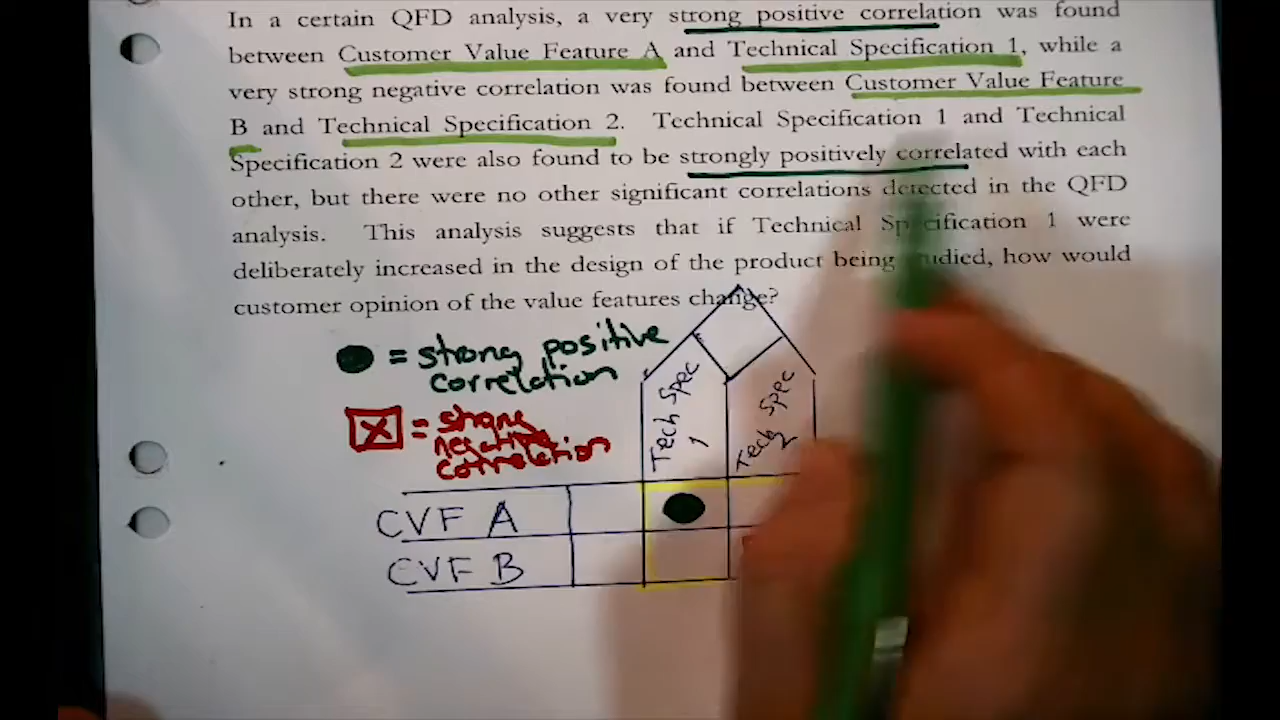 In a certain QFD analysis, a very strong positive correlation was found
between Customer Value Feature A and Technical Specification 1, while a
very strong negative correlation was found between Customer Value Feature
B and Technical Specification 2. Technical Specification 1 and Technical
Specification 2 were also found to be strongly positively correlated with each
other, but there were no other significant correlations detected in the QFD
analysis. This analysis suggests that if Technical Specification 1 were
deliberately increased in the design of the product being studied, how would
customer opinion of the value features change?
= strong positive
correlation
X = strong
negative
correlation
Tech Spec
1
Tech Spec
2
CVF A
CVF B